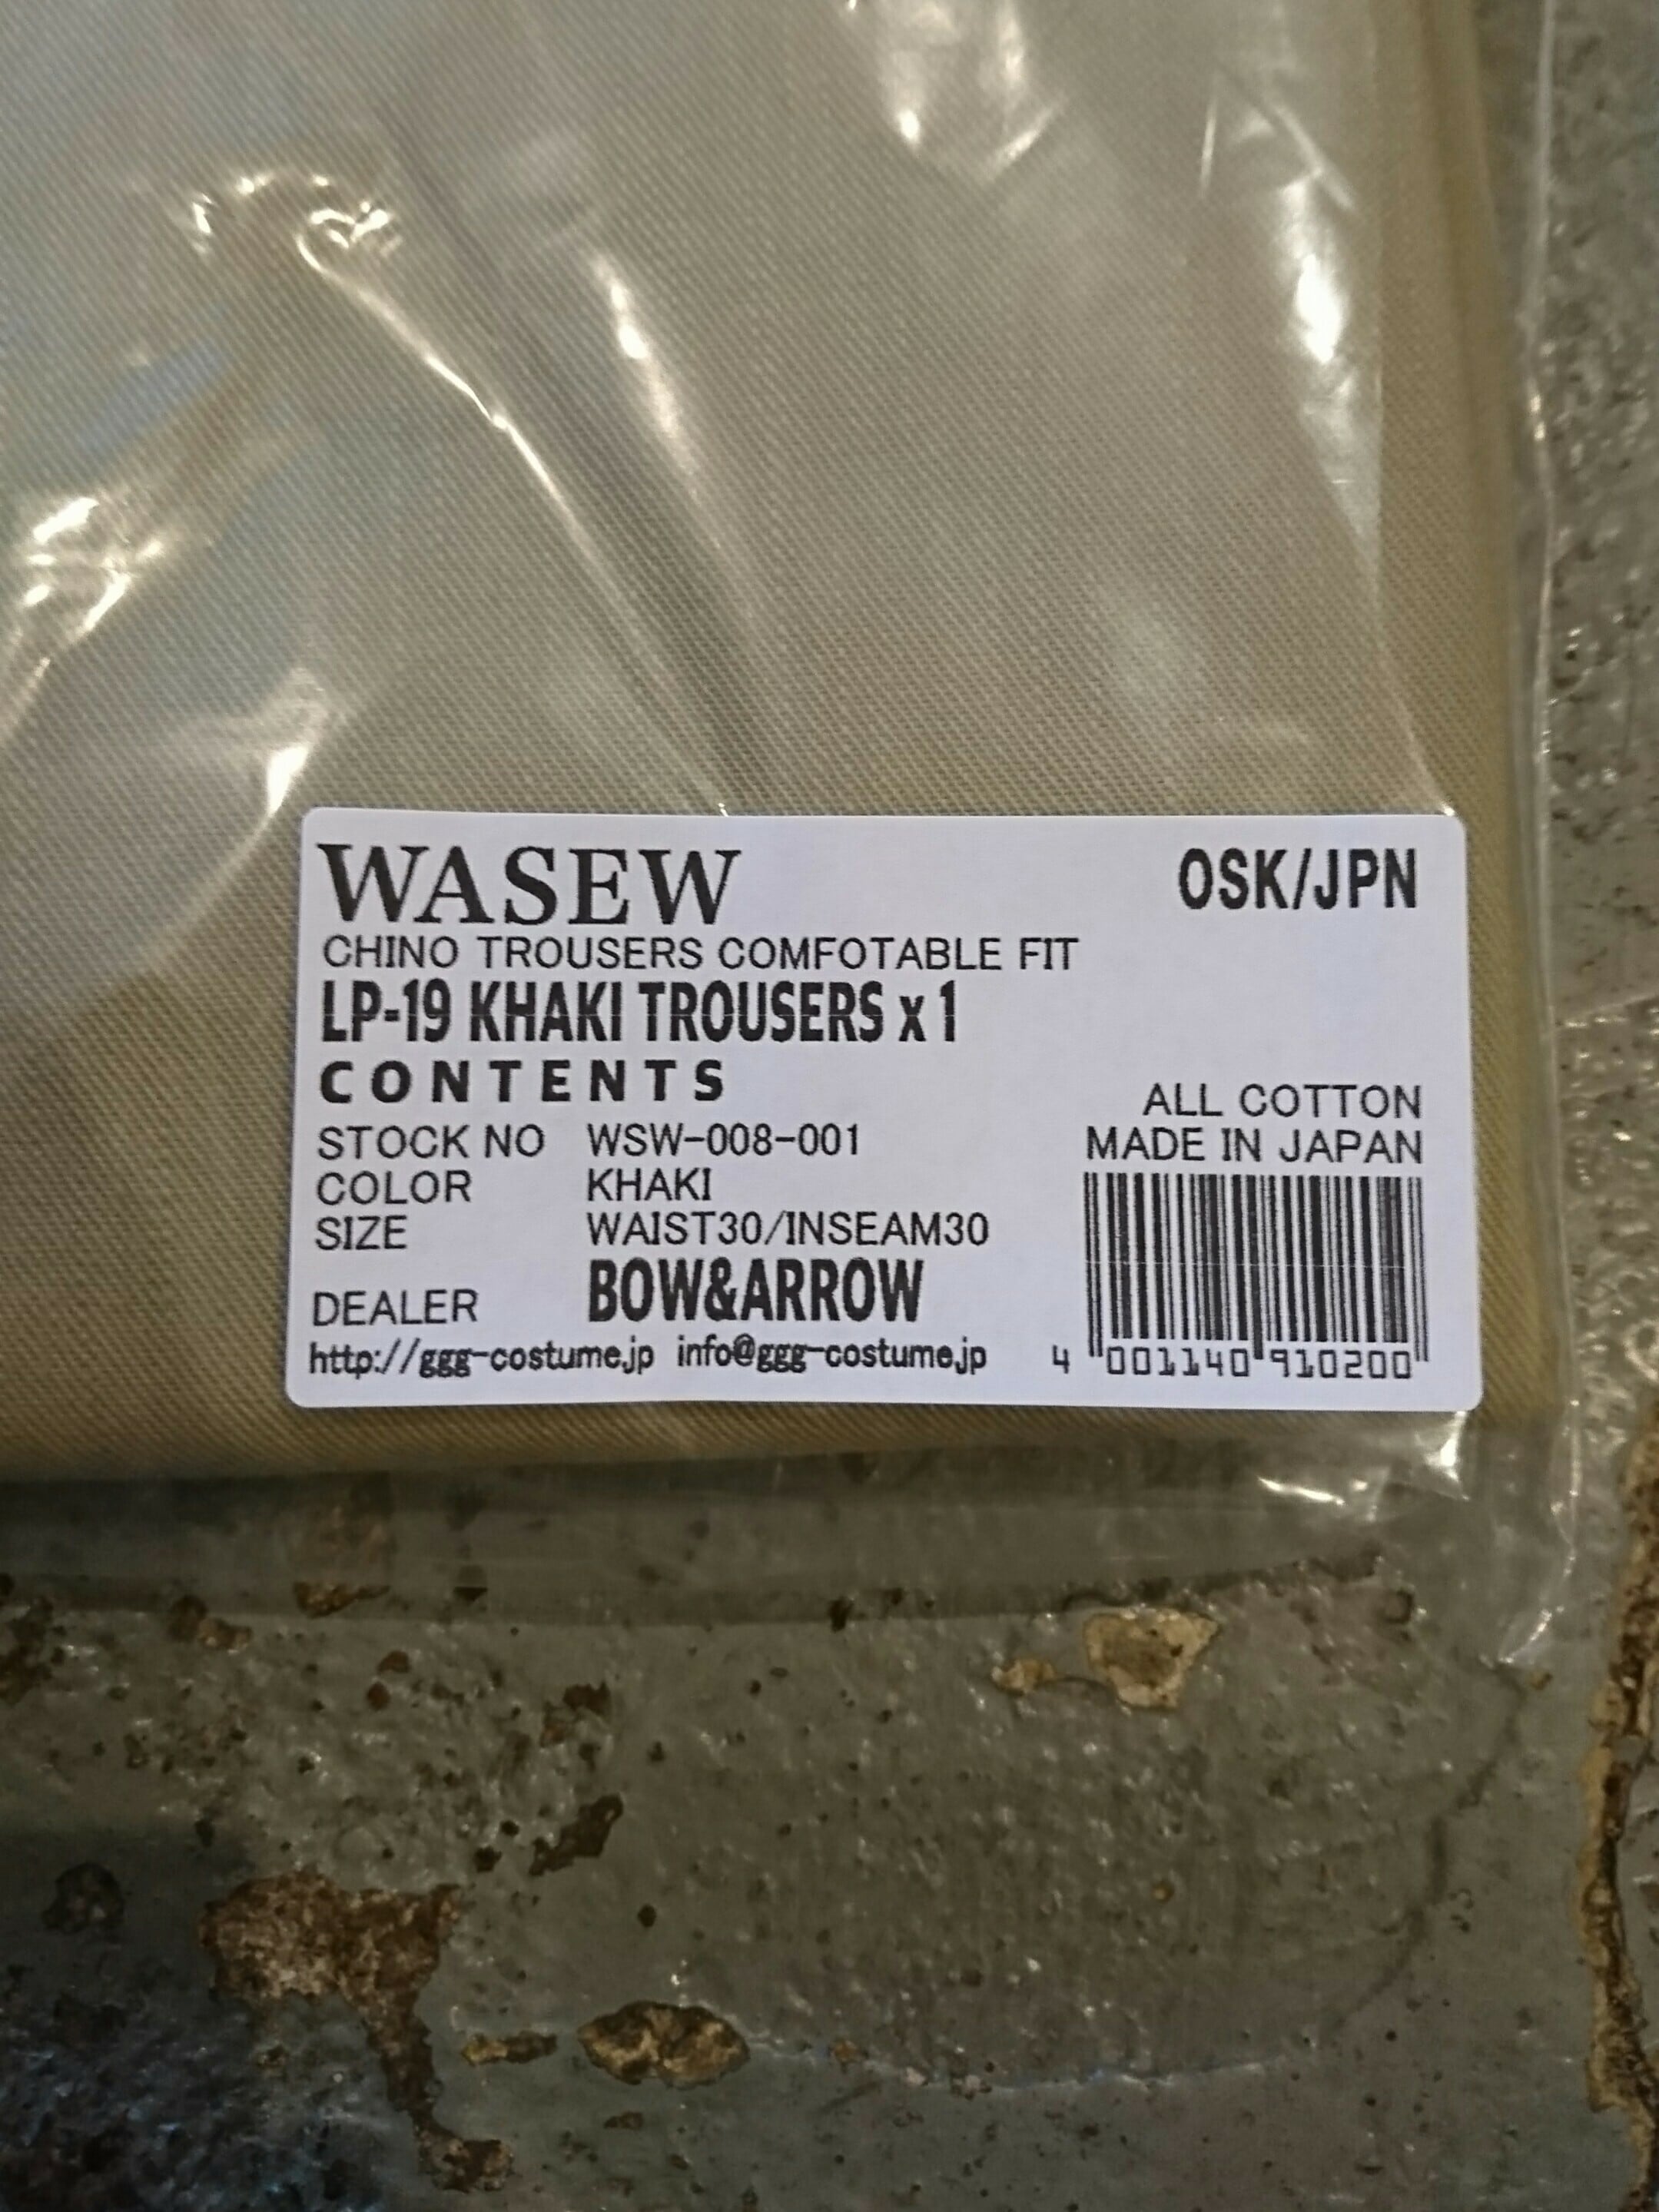 WASEW
OSK/JPN
CHINO TROUSERS COMFOTABLE FIT
LP-19 KHAKI TROUSERS x 1
CONTENTS
ALL COTTON
STOCK NO WSW-008-001
MADE IN JAPAN
COLOR KHAKI
SIZE WAIST30/INSEAM30
DEALER BOW&ARROW
http://ggg-costume.jp info@ggg-costume.jp
4 001140 910200